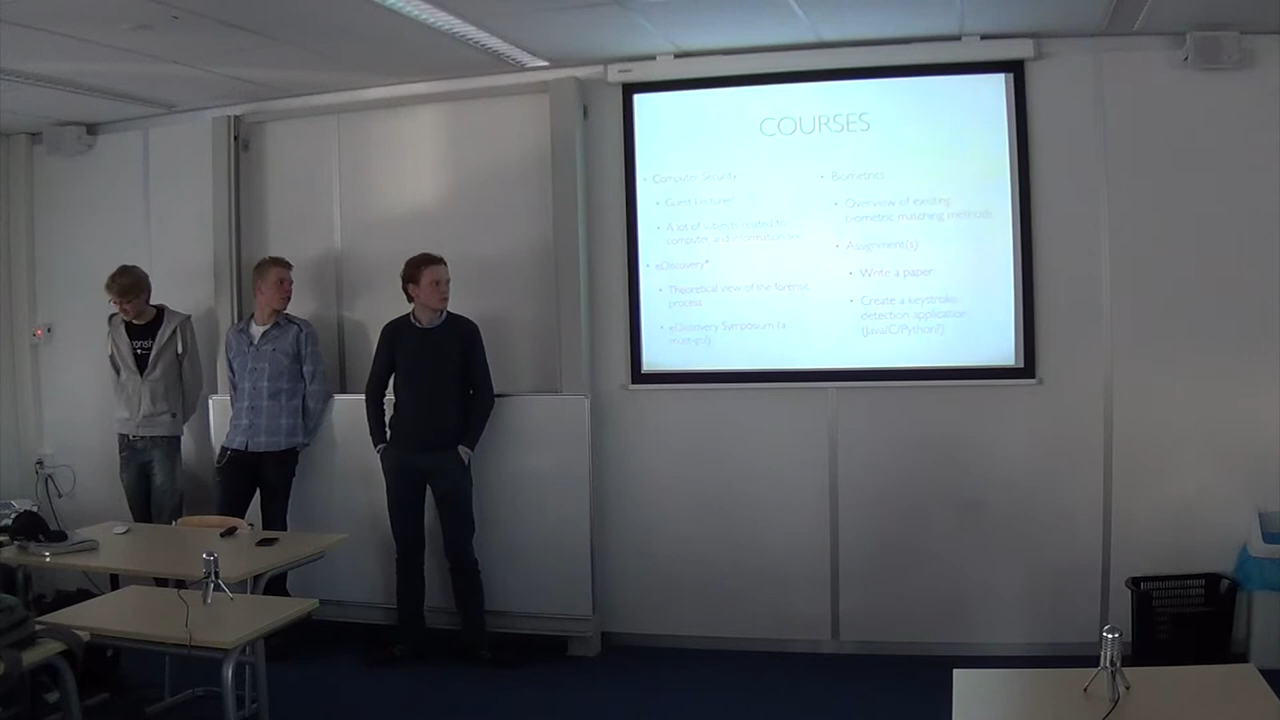 COURSES
• Computer Security
• Guest Lectures
• A lot of subjects related to
computer and information
• eDiscovery*
• Theoretical view of the forensic
process
• eDiscovery Symposium (a
must-go!)
• Biometrics
• Overview of existing
biometric matching methods
• Assignment(s)
• Write a paper
• Create a keystroke
detection application
(Java/C/Python?)